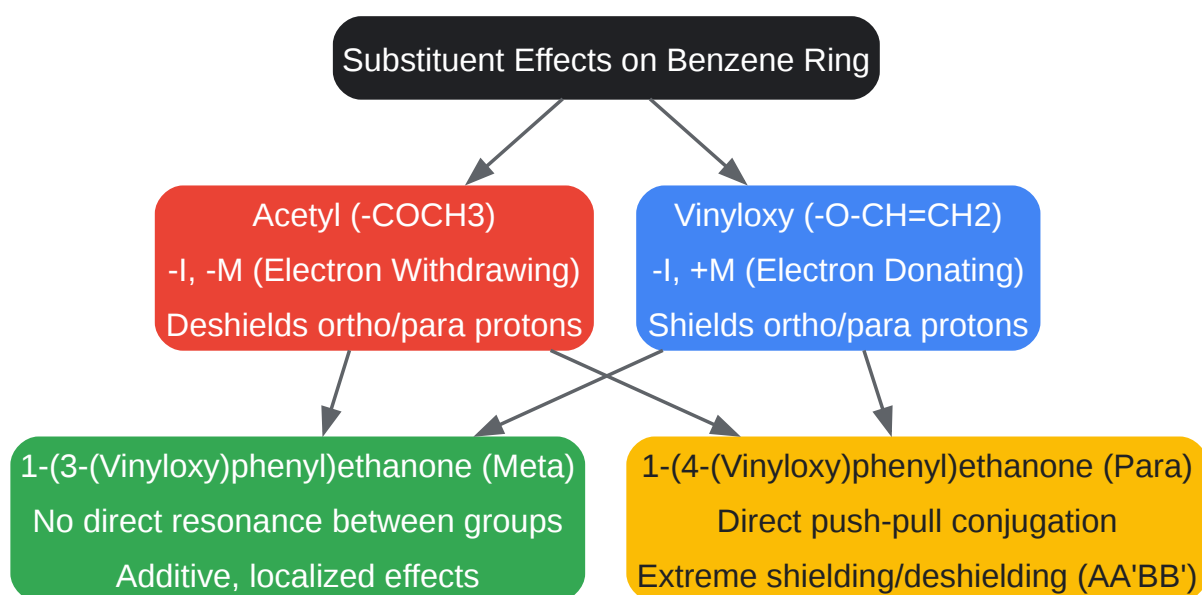 Substituent Effects on Benzene Ring
Acetyl (-COCH3)
-I, -M (Electron Withdrawing)
Deshields ortho/para protons
Vinyloxy (-O-CH=CH2)
-I, +M (Electron Donating)
Shields ortho/para protons
1-(3-(Vinyloxy)phenyl)ethanone (Meta)
No direct resonance between groups
Additive, localized effects
1-(4-(Vinyloxy)phenyl)ethanone (Para)
Direct push-pull conjugation
Extreme shielding/deshielding (AA'BB')